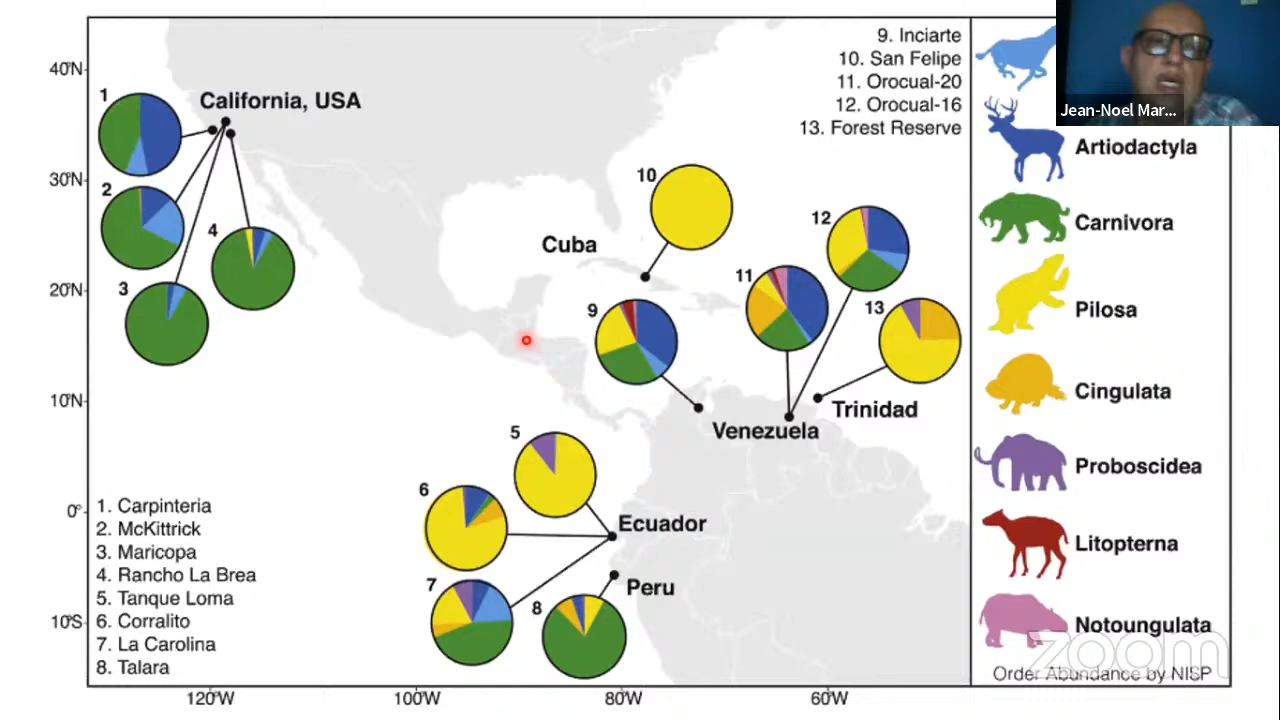 40°N
30°N
20°N
10°N
0°
10°S
120°W
100°W
80°W
60°W
1
California, USA
2
4
3
9. Inciarte
10. San Felipe
11. Orocual-20
12. Orocual-16
13. Forest Reserve
10
Cuba
12
11
9
13
Trinidad
Venezuela
5
6
Ecuador
7
8
Peru
1. Carpinteria
2. McKittrick
3. Maricopa
4. Rancho La Brea
5. Tanque Loma
6. Corralito
7. La Carolina
8. Talara
Jean-Noel Mar...
Artiodactyla
Carnivora
Pilosa
Cingulata
Proboscidea
Litopterna
Notoungulata
zoom
Order Abundance by NISP